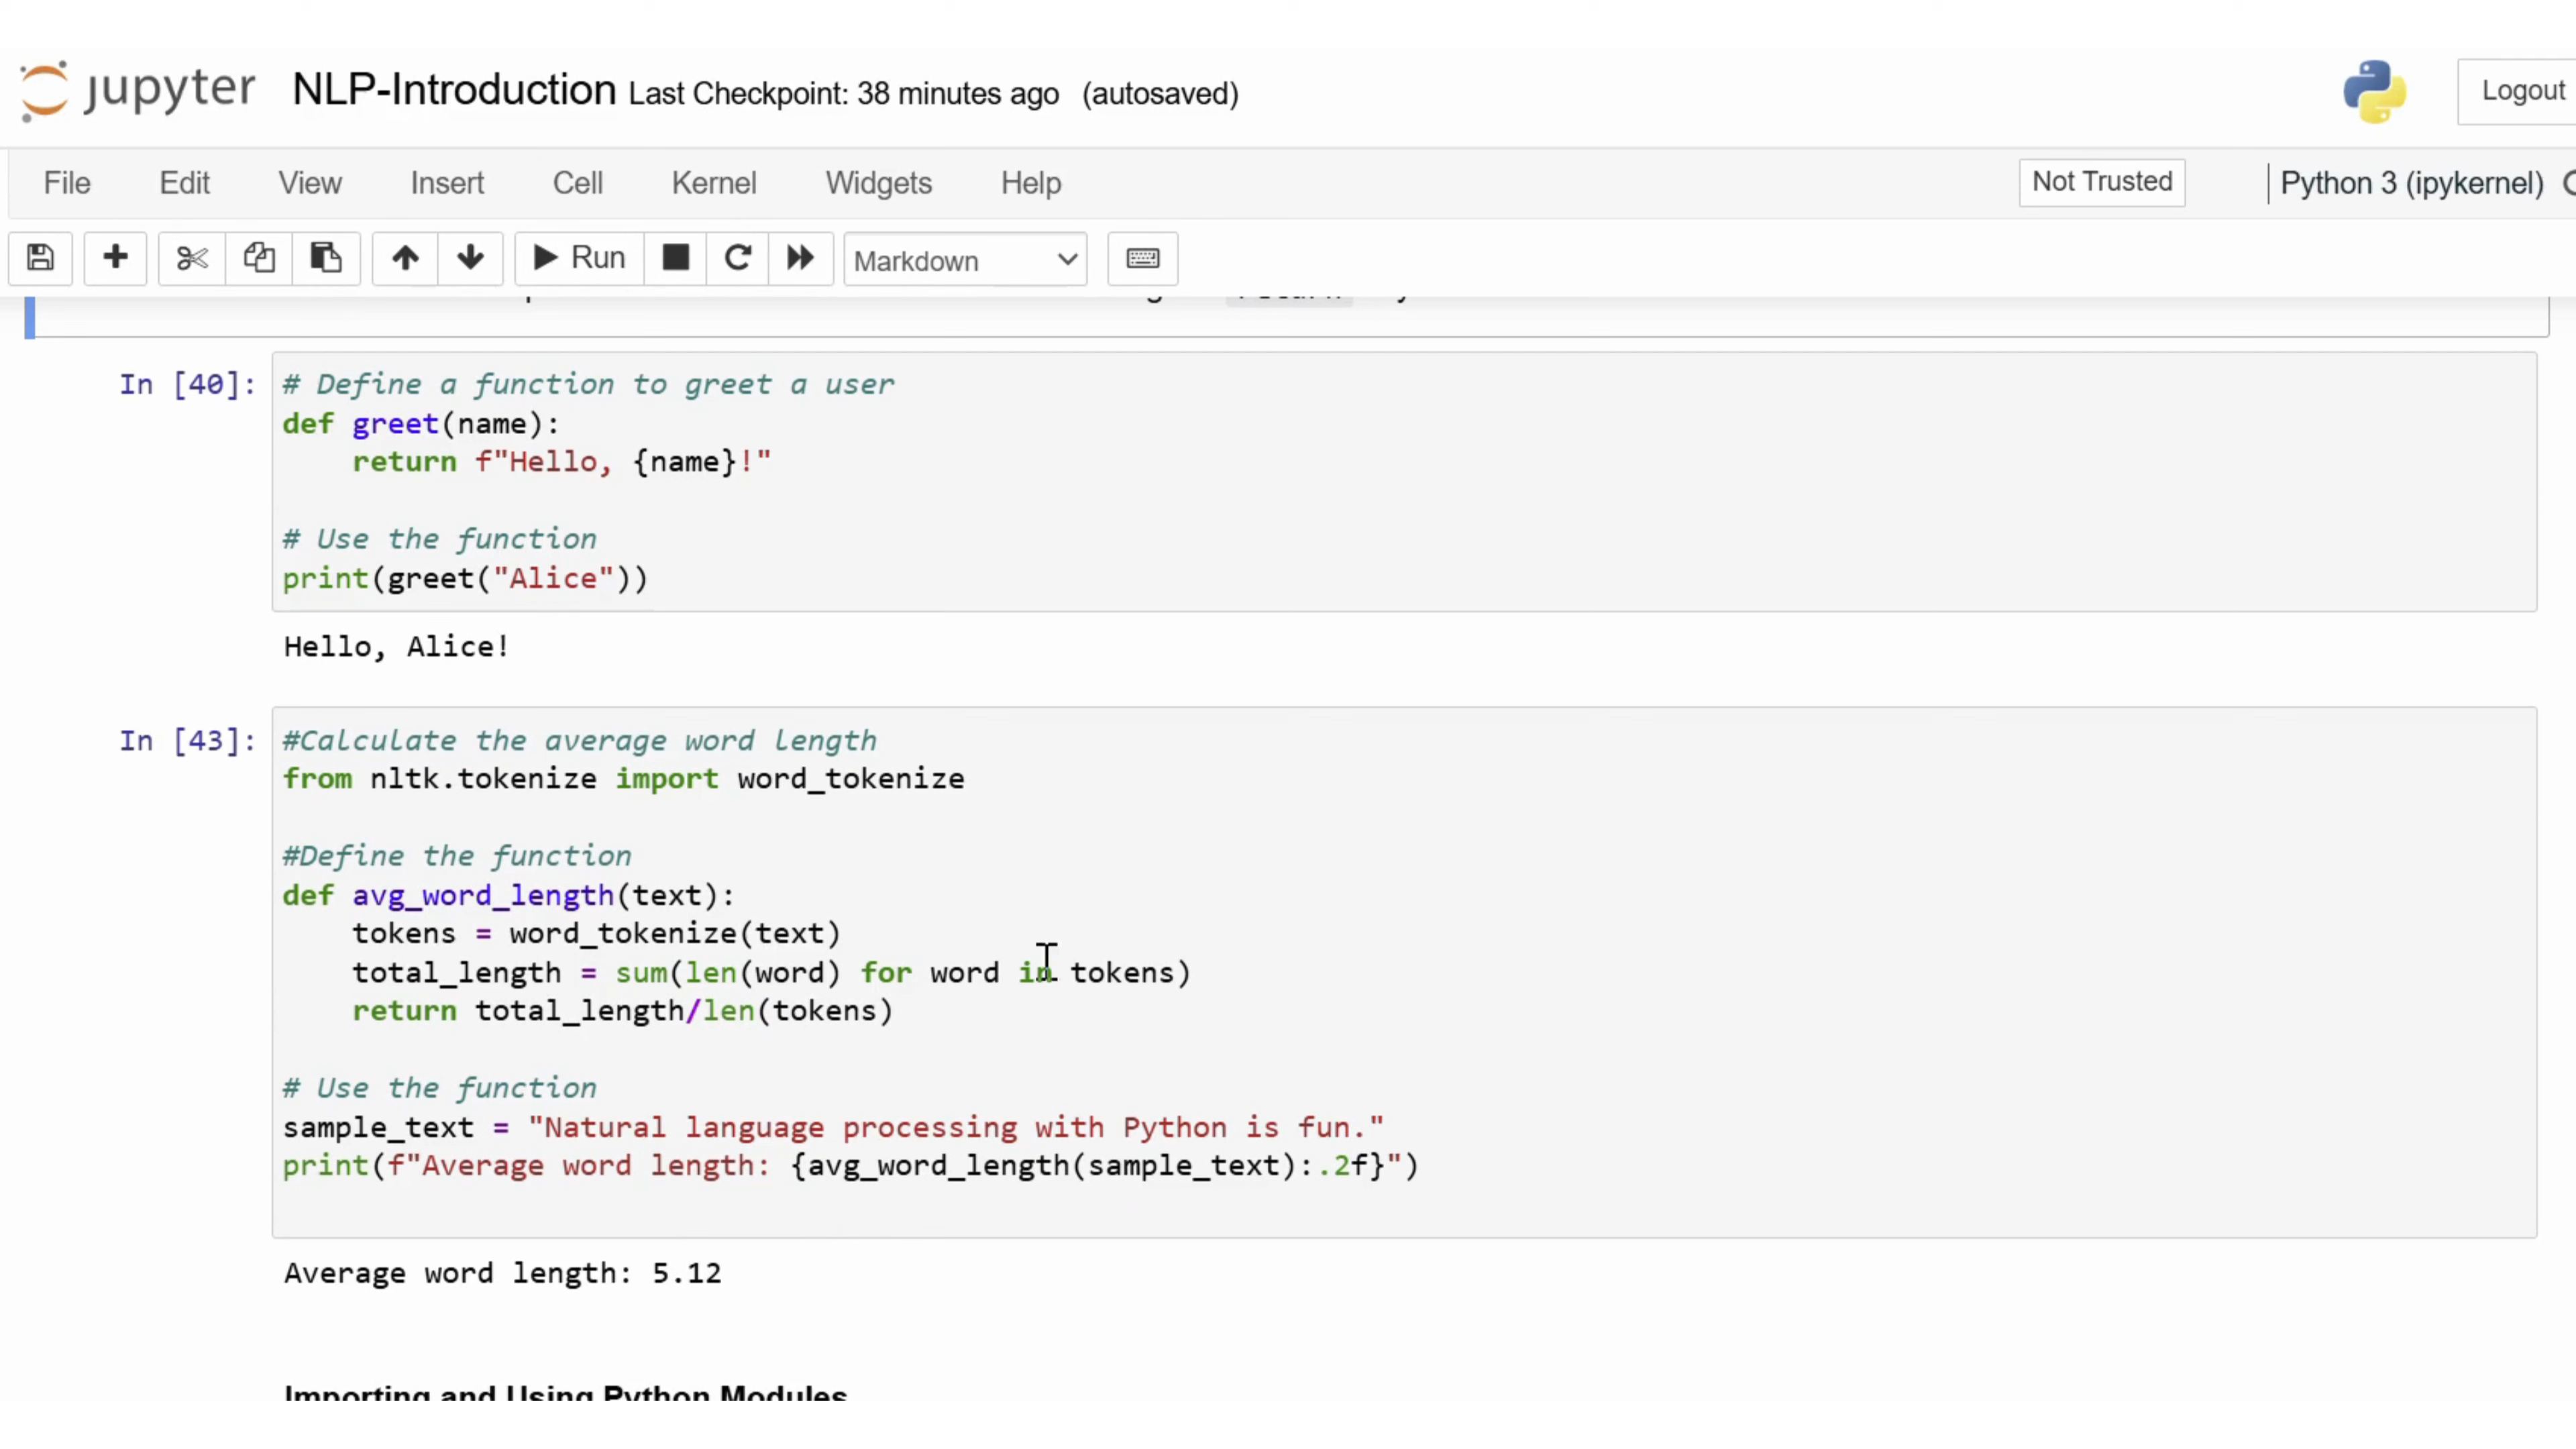 jupyter NLP-Introduction Last Checkpoint: 38 minutes ago (autosaved) Logout
File Edit View Insert Cell Kernel Widgets Help Not Trusted Python 3 (ipykernel)
Run Markdown
In [40]: # Define a function to greet a user
def greet(name):
    return f"Hello, {name}!"
# Use the function
print(greet("Alice"))
Hello, Alice!
In [43]: #Calculate the average word length
from nltk.tokenize import word_tokenize
#Define the function
def avg_word_length(text):
    tokens = word_tokenize(text)
    total_length = sum(len(word) for word in tokens)
    return total_length/len(tokens)
# Use the function
sample_text = "Natural language processing with Python is fun."
print(f"Average word length: {avg_word_length(sample_text):.2f}")
Average word length: 5.12
Importing and Using Python Modules